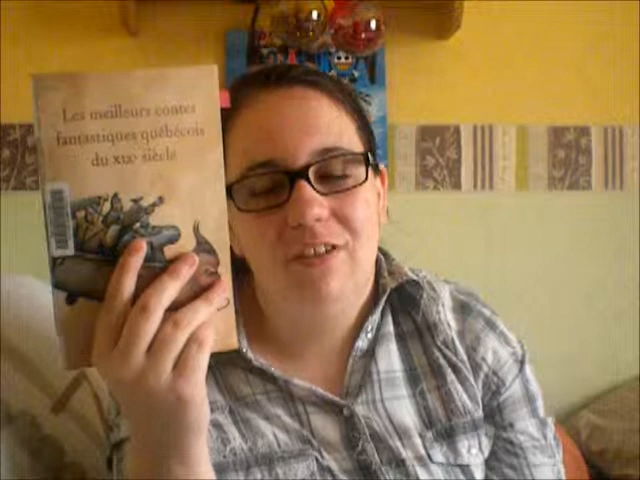 Les meilleurs contes
fantastiques québécois
du XIXe siècle